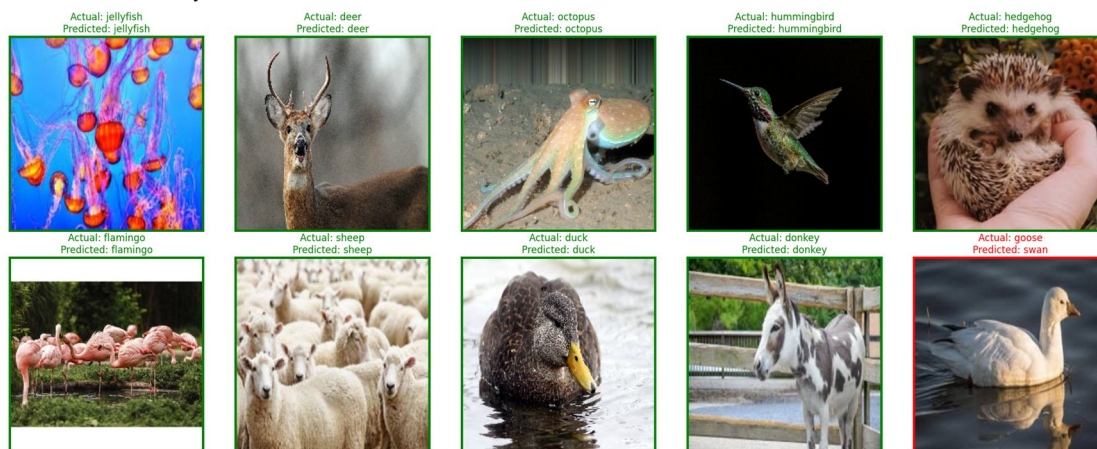 Actual: jellyfish
Predicted: jellyfish
Actual: deer
Predicted: deer
Actual: octopus
Predicted: octopus
Actual: hummingbird
Predicted: hummingbird
Actual: hedgehog
Predicted: hedgehog
Actual: flamingo
Predicted: flamingo
Actual: sheep
Predicted: sheep
Actual: duck
Predicted: duck
Actual: donkey
Predicted: donkey
Actual: goose
Predicted: swan